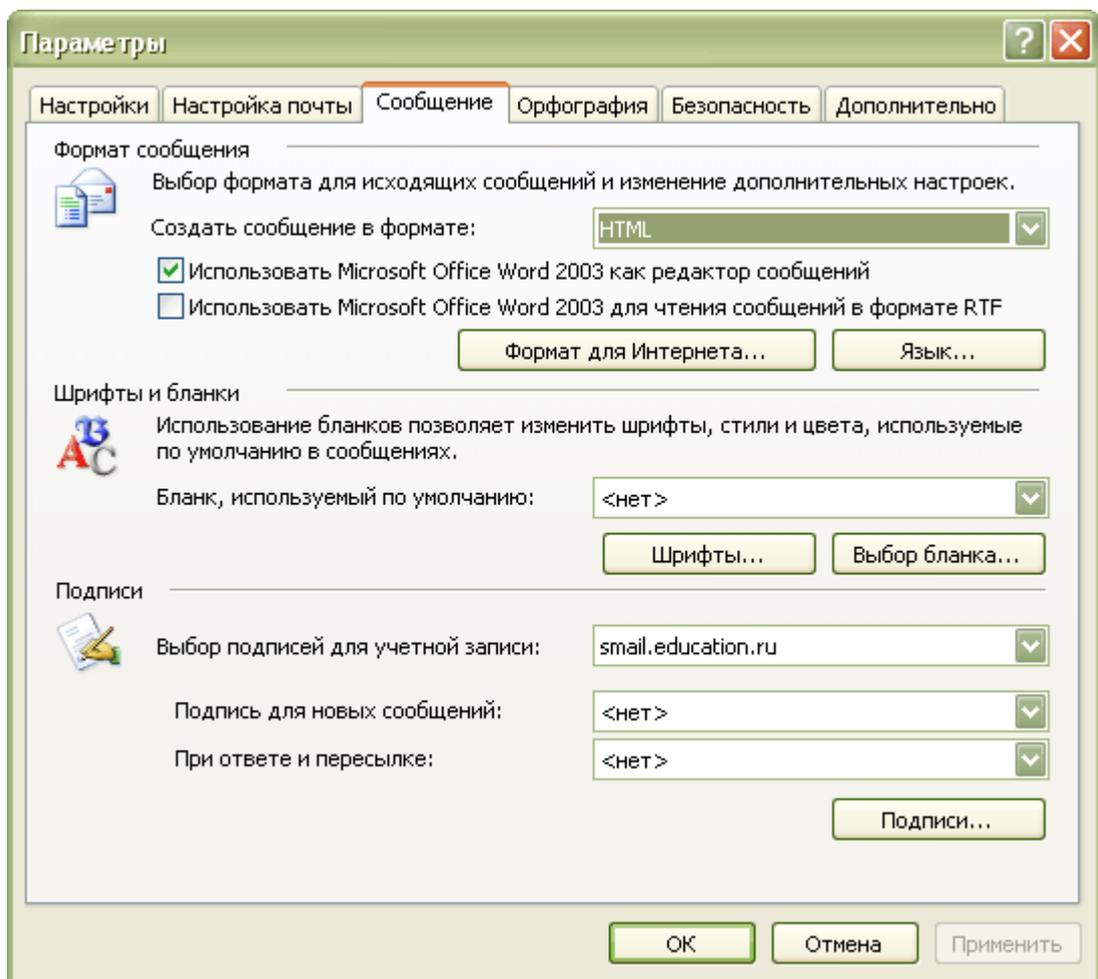 Параметры
Настройки
Настройка почты
Сообщение
Орфография
Безопасность
Дополнительно
Формат сообщения
Выбор формата для исходящих сообщений и изменение дополнительных настроек.
Создать сообщение в формате:
HTML
Использовать Microsoft Office Word 2003 как редактор сообщений
Использовать Microsoft Office Word 2003 для чтения сообщений в формате RTF
Формат для Интернета...
Язык...
Шрифты и бланки
Использование бланков позволяет изменить шрифты, стили и цвета, используемые
по умолчанию в сообщениях.
Бланк, используемый по умолчанию:
<нет>
Шрифты...
Выбор бланка...
Подписи
Выбор подписей для учетной записи:
smail.education.ru
Подпись для новых сообщений:
<нет>
При ответе и пересылке:
<нет>
Подписи...
ОК
Отмена
Применить